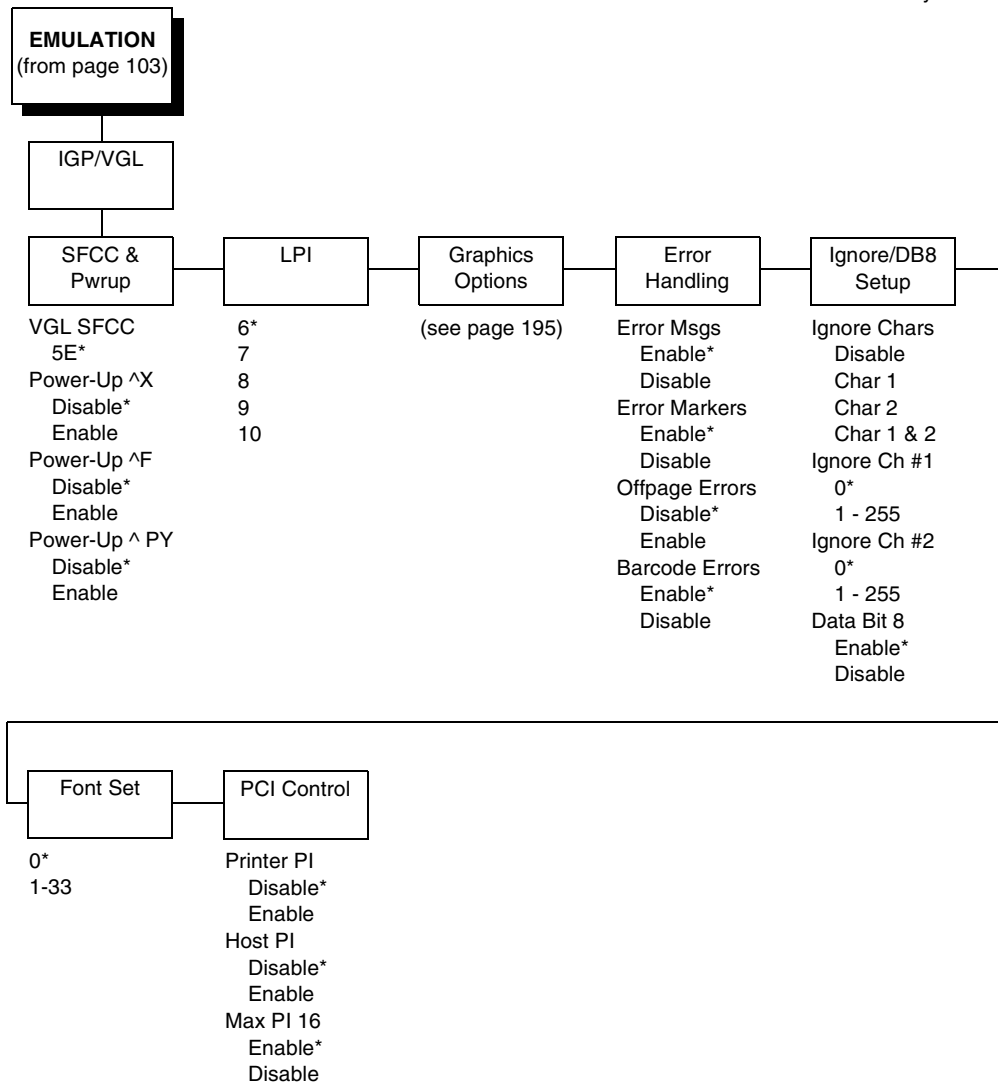 EMULATION
(from page 103)
IGP/VGL
SFCC &
Pwrup
VGL SFCC
5E*
Power-Up ^X
Disable*
Enable
Power-Up ^F
Disable*
Enable
Power-Up ^ PY
Disable*
Enable
LPI
6*
7
8
9
10
Graphics
Options
(see page 195)
Error
Handling
Error Msgs
Enable*
Disable
Error Markers
Enable*
Disable
Offpage Errors
Disable*
Enable
Barcode Errors
Enable*
Disable
Ignore/DB8
Setup
Ignore Chars
Disable
Char 1
Char 2
Char 1 & 2
Ignore Ch #1
0*
1 - 255
Ignore Ch #2
0*
1 - 255
Data Bit 8
Enable*
Disable
Font Set
0*
1-33
PCI Control
Printer PI
Disable*
Enable
Host PI
Disable*
Enable
Max PI 16
Enable*
Disable